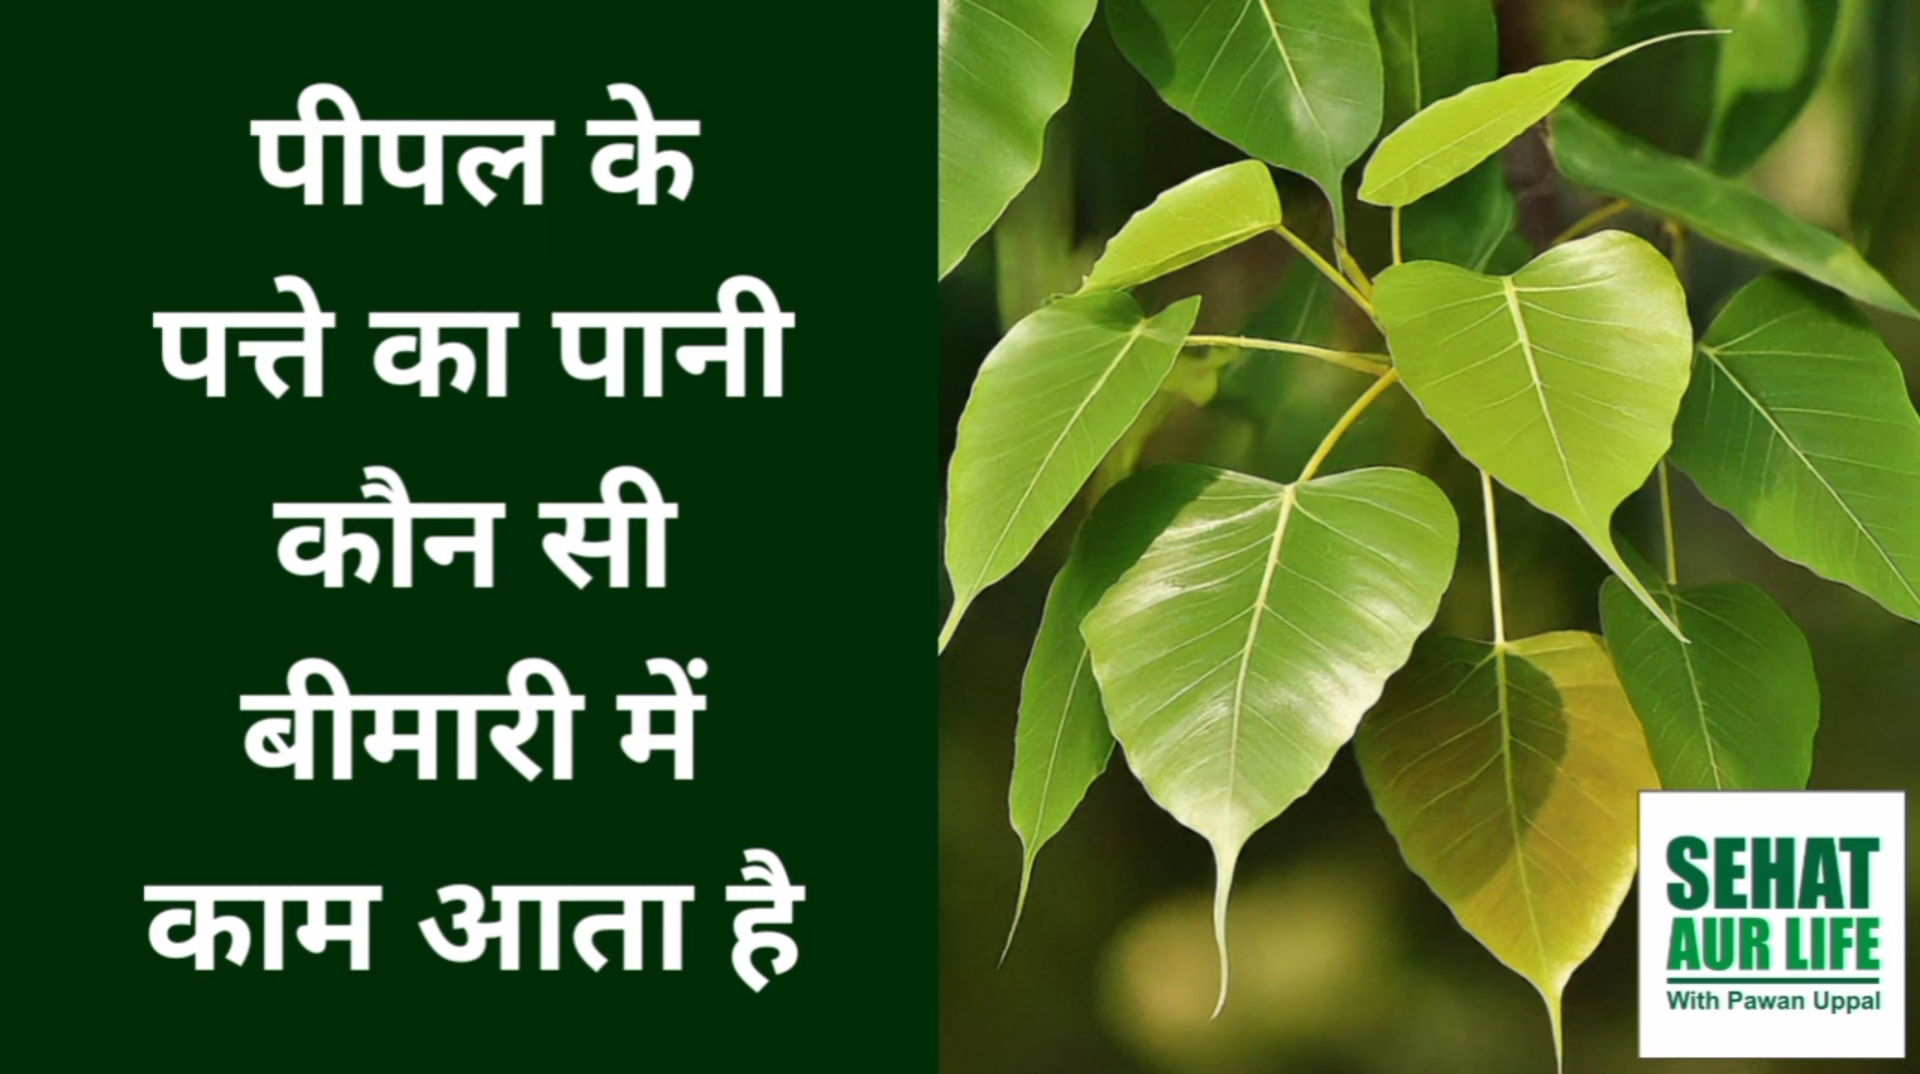 पीपल के
पत्ते का पानी
कौन सी
बीमारी में
काम आता है
SEHAT
AUR LIFE
With Pawan Uppal